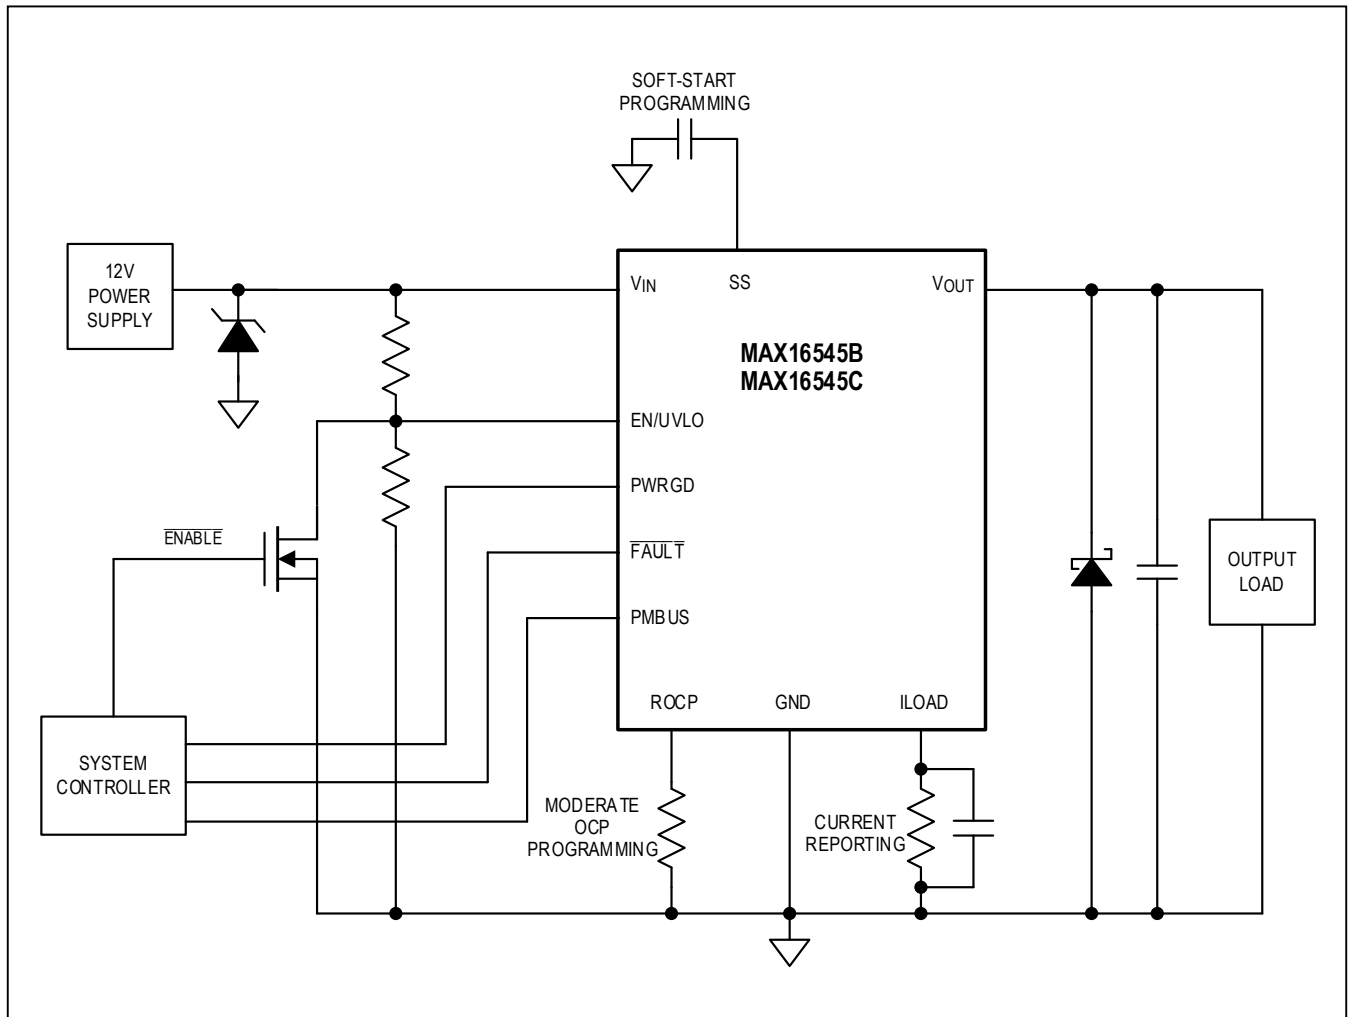 SOFT-START
PROGRAMMING
12V
POWER
SUPPLY
VIN
SS
VOUT
MAX16545B
MAX16545C
EN/UVLO
PWRGD
ENABLE
FAULT
OUTPUT
LOAD
PMBUS
ROCP
GND
ILOAD
SYSTEM
CONTROLLER
MODERATE
OCP
PROGRAMMING
CURRENT
REPORTING